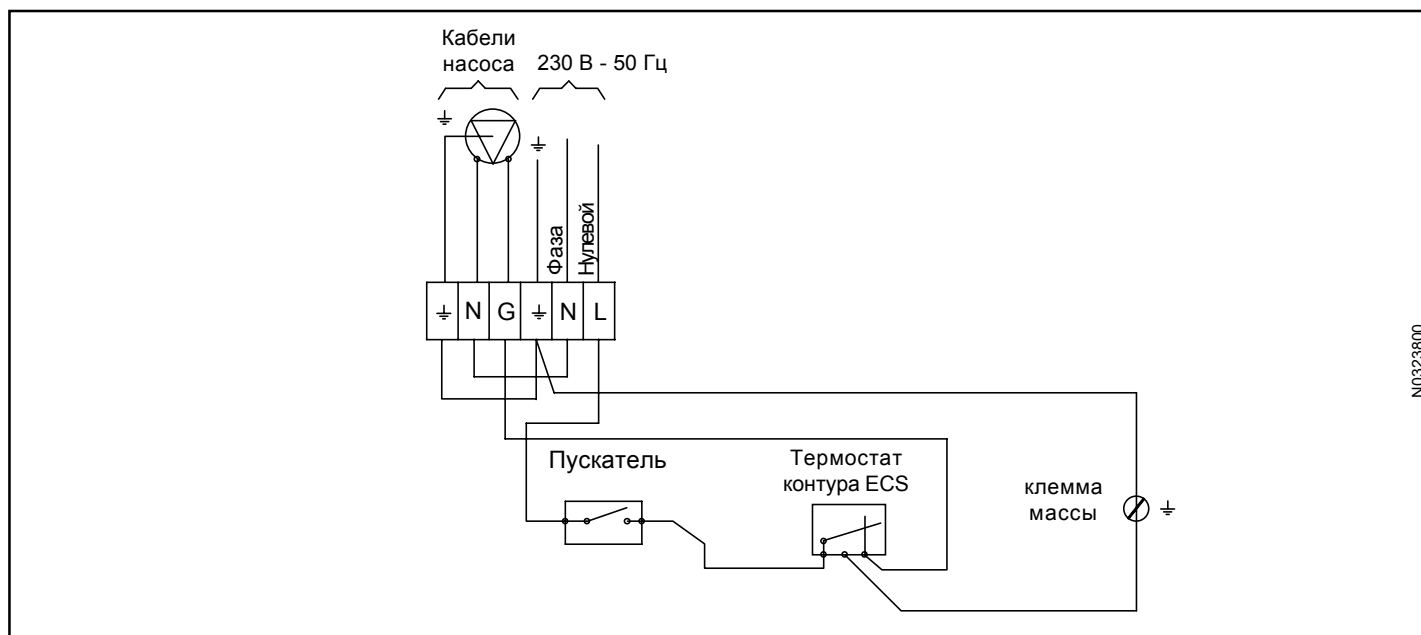 Кабели
насоса
230 В - 50 Гц
Фаза
Нулевой
N G N L
Пускатель
Термостат
контура ECS
клемма
массы
N0323800